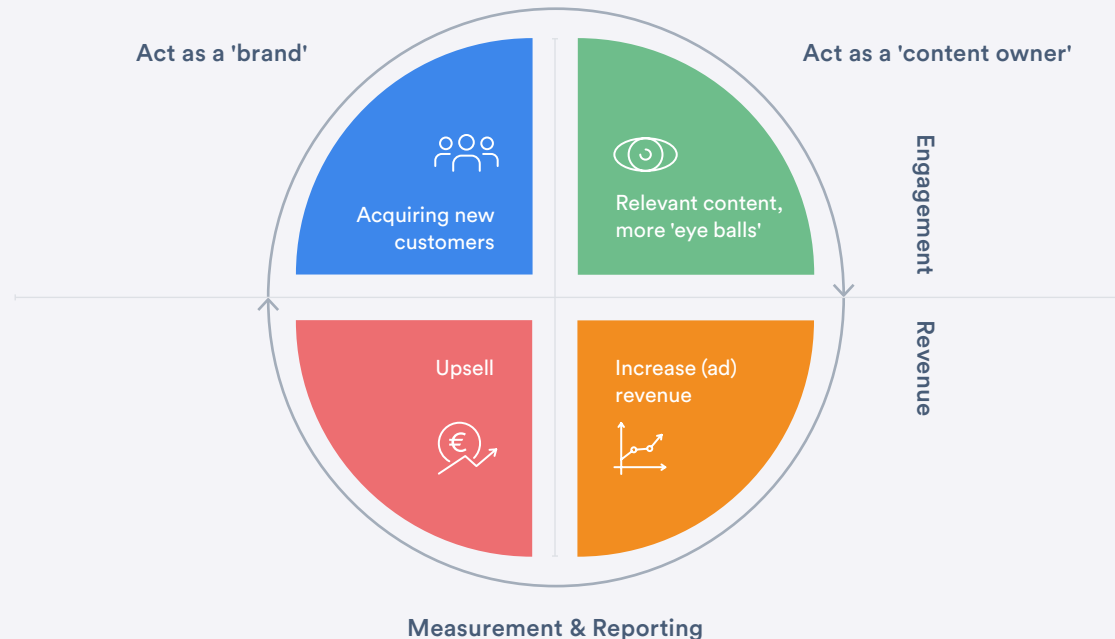 Act as a 'brand'
Act as a 'content owner'
Engagement
Acquiring new
customers
Relevant content,
more 'eye balls'
Revenue
Upsell
€
Increase (ad)
revenue
Measurement & Reporting